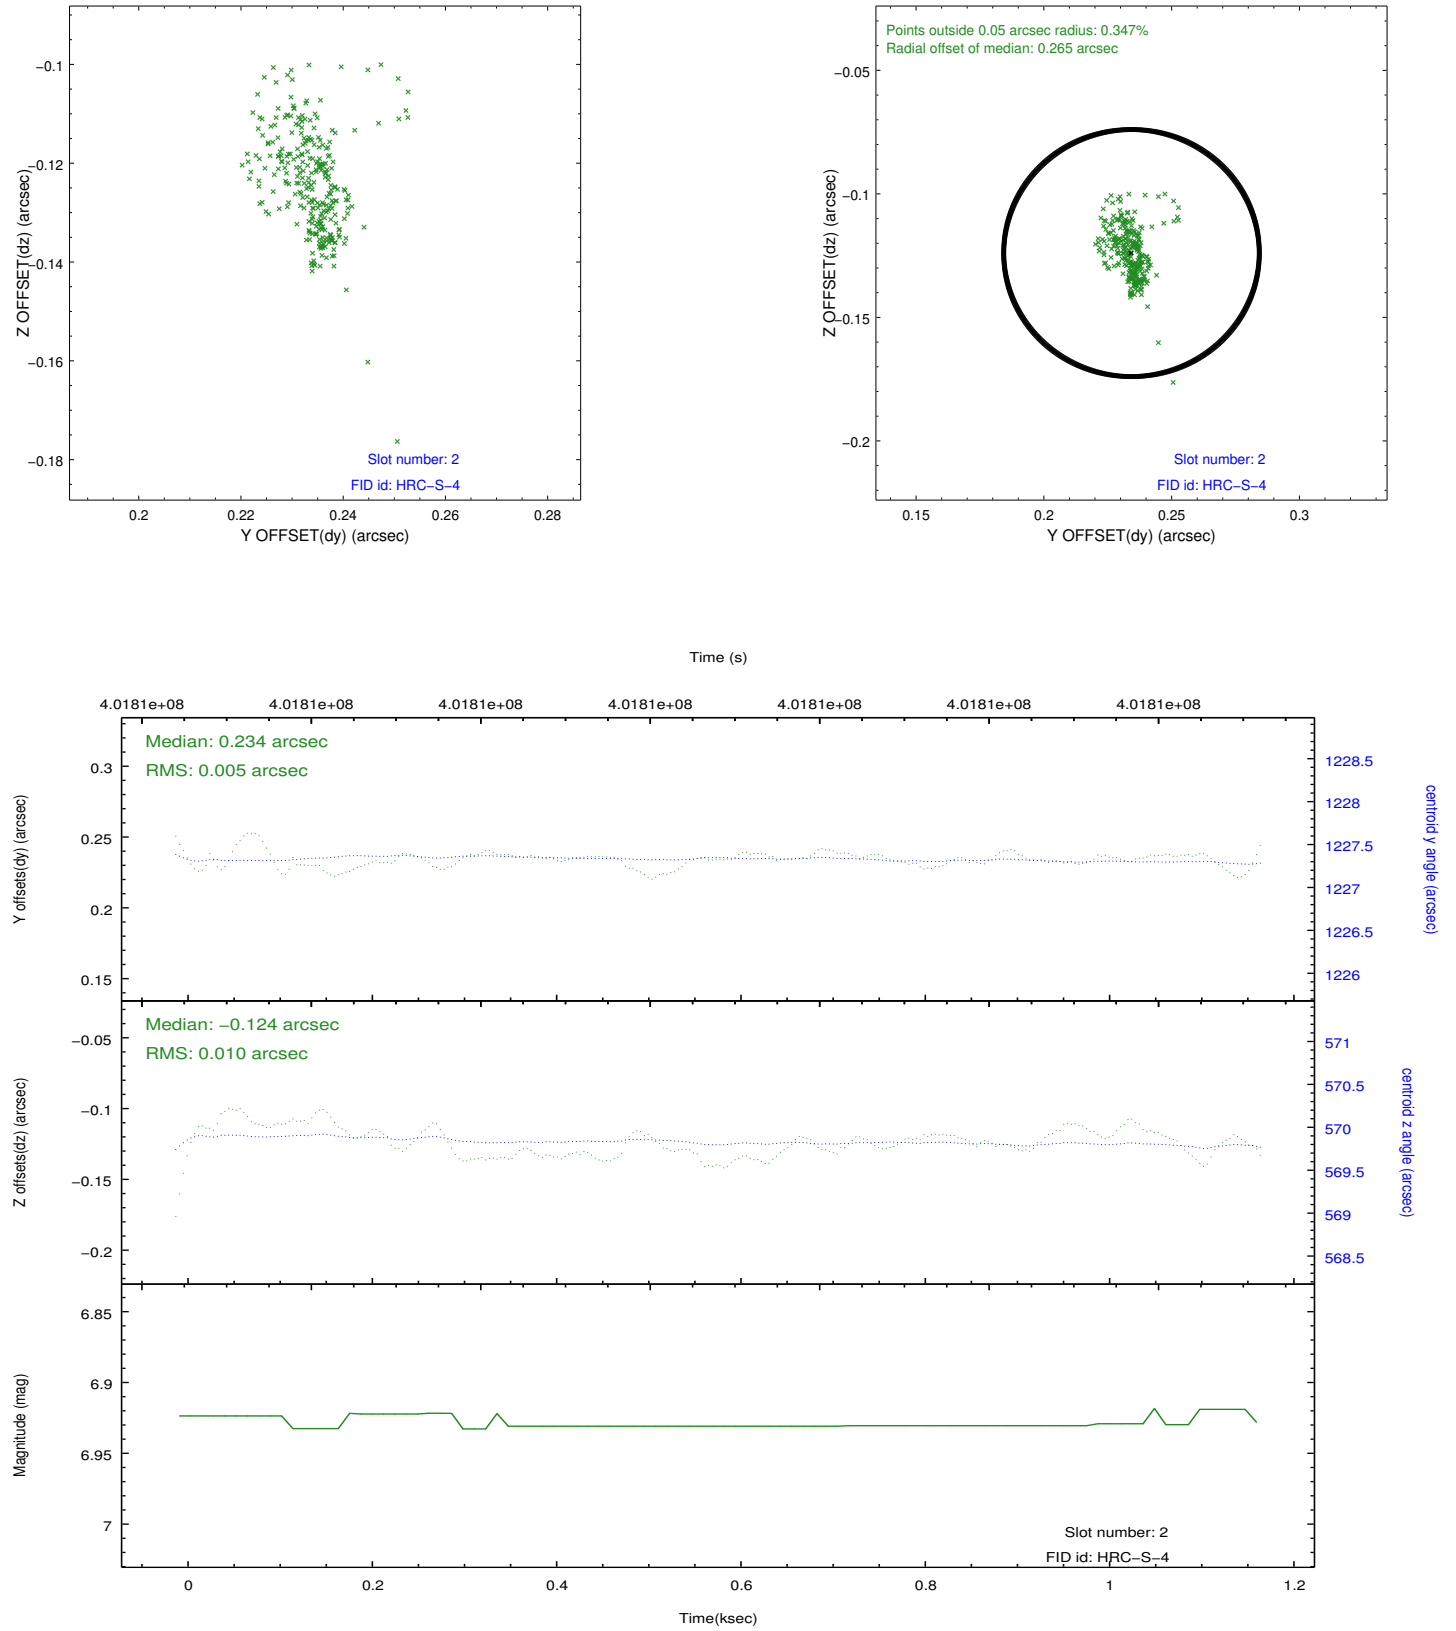 −0.1
−0.12
−0.14
−0.16
−0.18
Z OFFSET(dz) (arcsec)
Slot number: 2
FID id: HRC−S−4
0.2 0.22 0.24 0.26 0.28
Y OFFSET(dy) (arcsec)
Points outside 0.05 arcsec radius: 0.347%
Radial offset of median: 0.265 arcsec
−0.05
−0.1
−0.15
−0.2
Z OFFSET(dz) (arcsec)
Slot number: 2
FID id: HRC−S−4
0.15 0.2 0.25 0.3
Y OFFSET(dy) (arcsec)
Time (s)
4.0181e+08 4.0181e+08 4.0181e+08 4.0181e+08 4.0181e+08 4.0181e+08 4.0181e+08
Median: 0.234 arcsec
RMS: 0.005 arcsec
0.3
0.25
0.2
0.15
Y offsets(dy) (arcsec)
1228.5
1228
1227.5
1227
1226.5
1226
centroid y angle (arcsec)
Median: −0.124 arcsec
RMS: 0.010 arcsec
−0.05
−0.1
−0.15
−0.2
Z offsets(dz) (arcsec)
571
570.5
570
569.5
569
568.5
centroid z angle (arcsec)
6.85
6.9
6.95
7
Magnitude (mag)
Slot number: 2
FID id: HRC−S−4
0 0.2 0.4 0.6 0.8 1 1.2
Time(ksec)